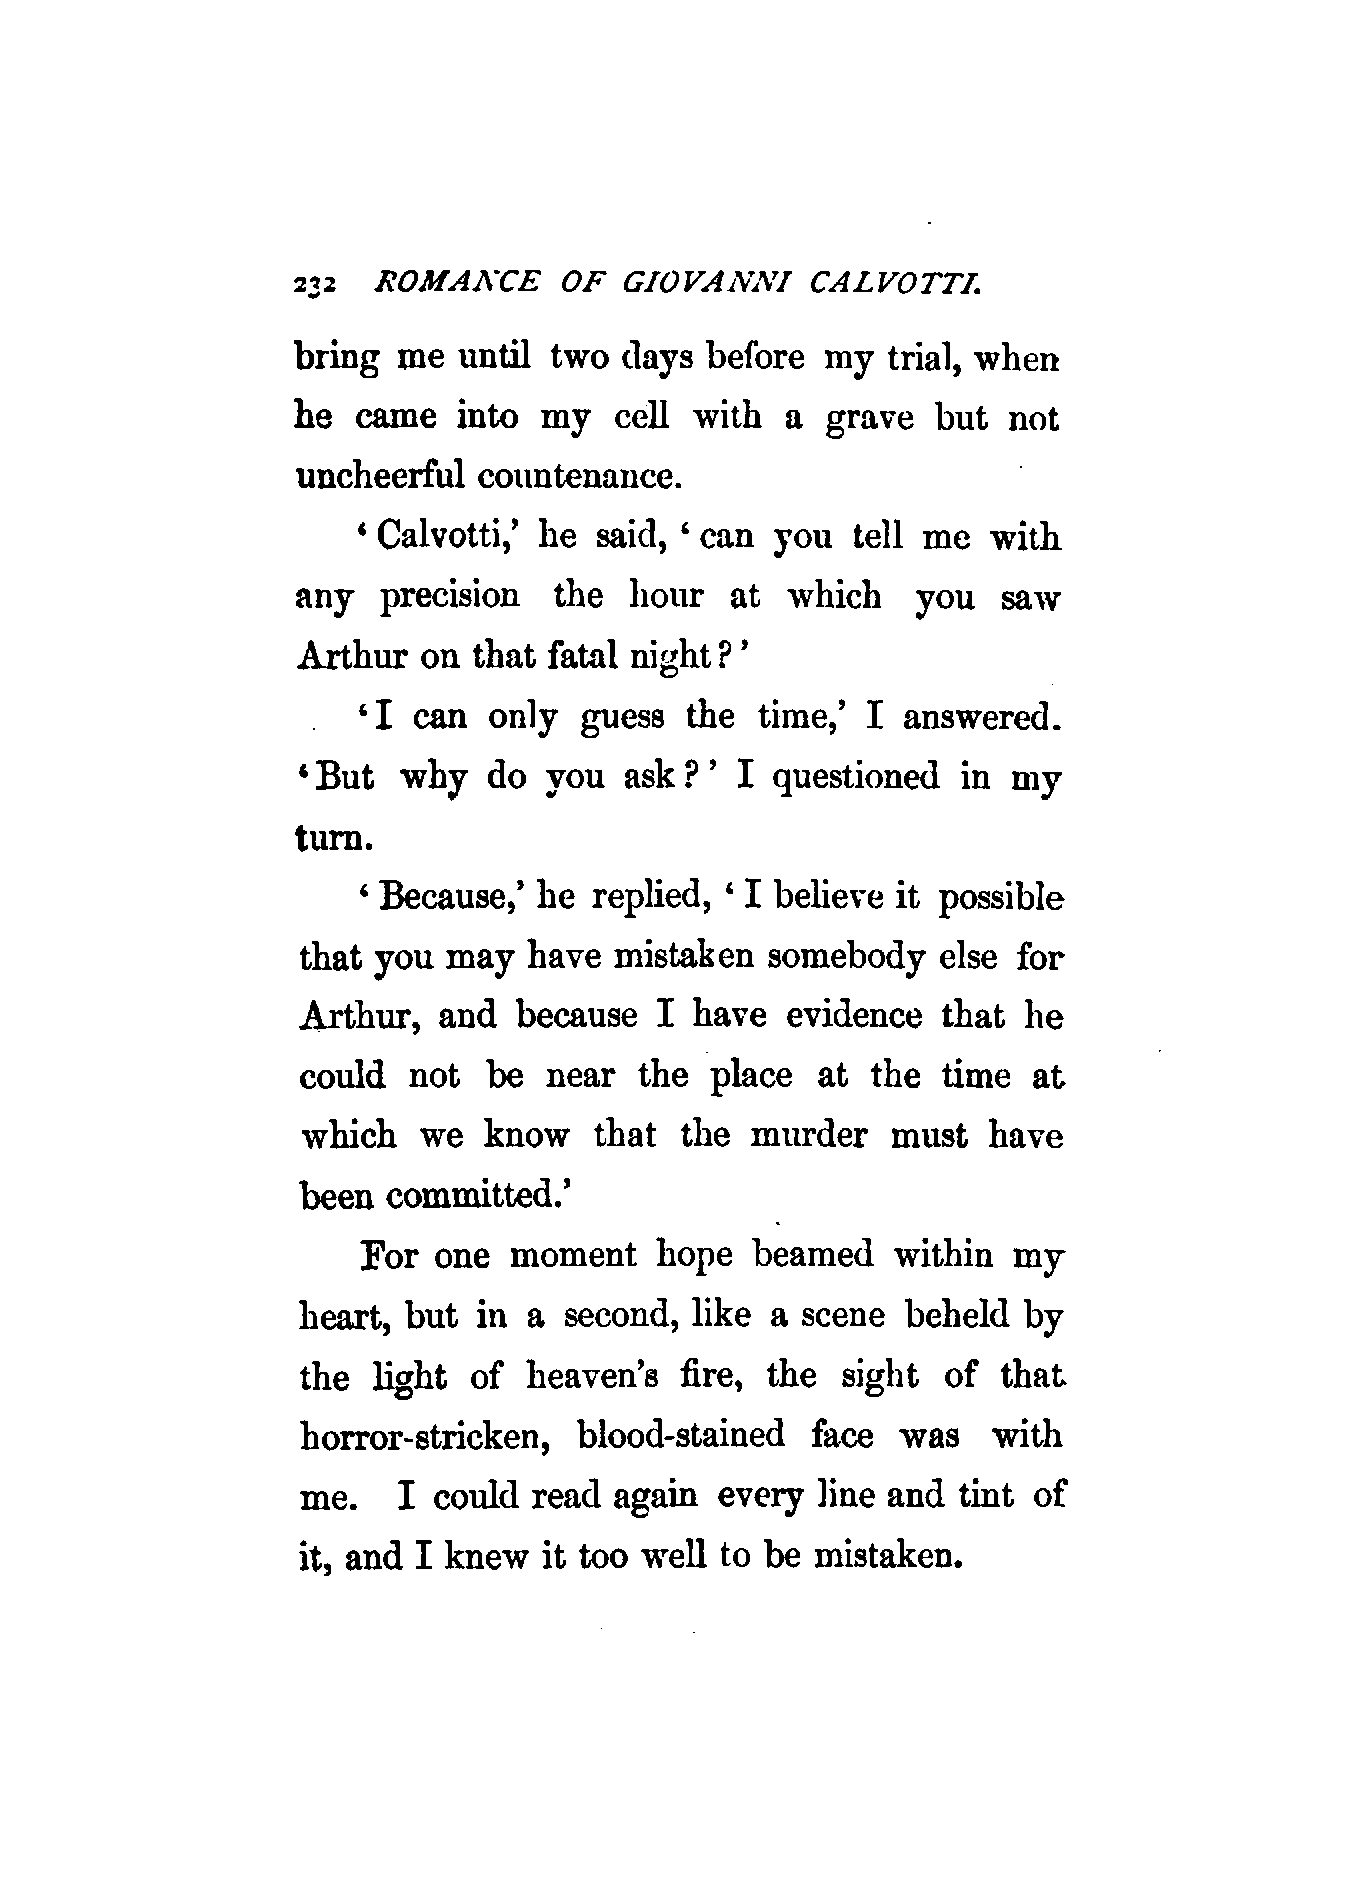 232 ROMANCE OF GIOVANNI CALVOTTI.
bring me until two days before my trial, when
he came into my cell with a grave but not
uncheerful countenance.
‘Calvotti,’ he said, ‘can you tell me with
any precision the hour at which you saw
Arthur on that fatal night?’
‘I can only guess the time,’ I answered.
‘But why do you ask?’ I questioned in my
turn.
‘Because,’ he replied, ‘I believe it possible
that you may have mistaken somebody else for
Arthur, and because I have evidence that he
could not be near the place at the time at
which we know that the murder must have
been committed.’
For one moment hope beamed within my
heart, but in a second, like a scene beheld by
the light of heaven’s fire, the sight of that
horror-stricken, blood-stained face was with
me. I could read again every line and tint of
it, and I knew it too well to be mistaken.